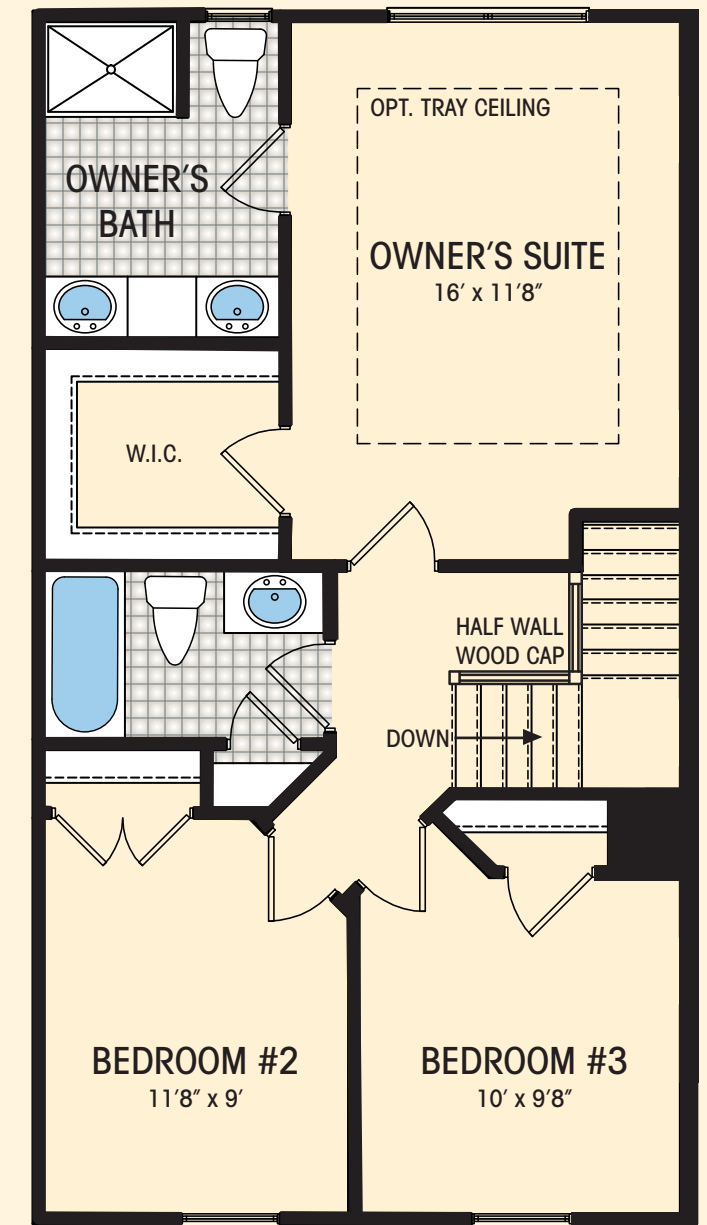 OPT. TRAY CEILING
OWNER'S
BATH
OWNER'S SUITE
16' x 11'8"
W.I.C.
HALF WALL
WOOD CAP
DOWN
BEDROOM #2
11'8" x 9'
BEDROOM #3
10' x 9'8"